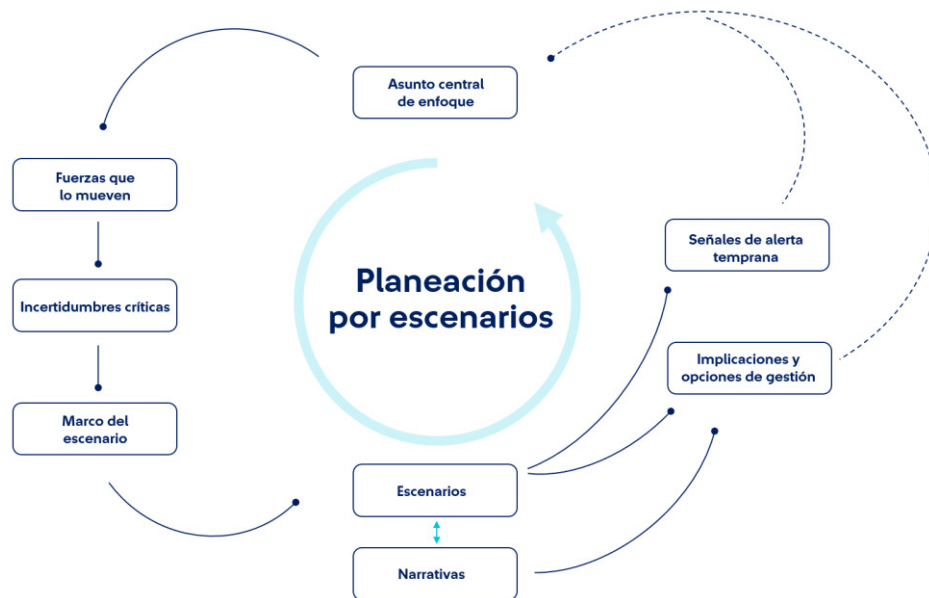 Asunto central
de enfoque
Fuerzas que
lo mueven
Incertidumbres críticas
Marco del
escenario
Planeación
por escenarios
Escenarios
Narrativas
Señales de alerta
temprana
Implicaciones y
opciones de gestión